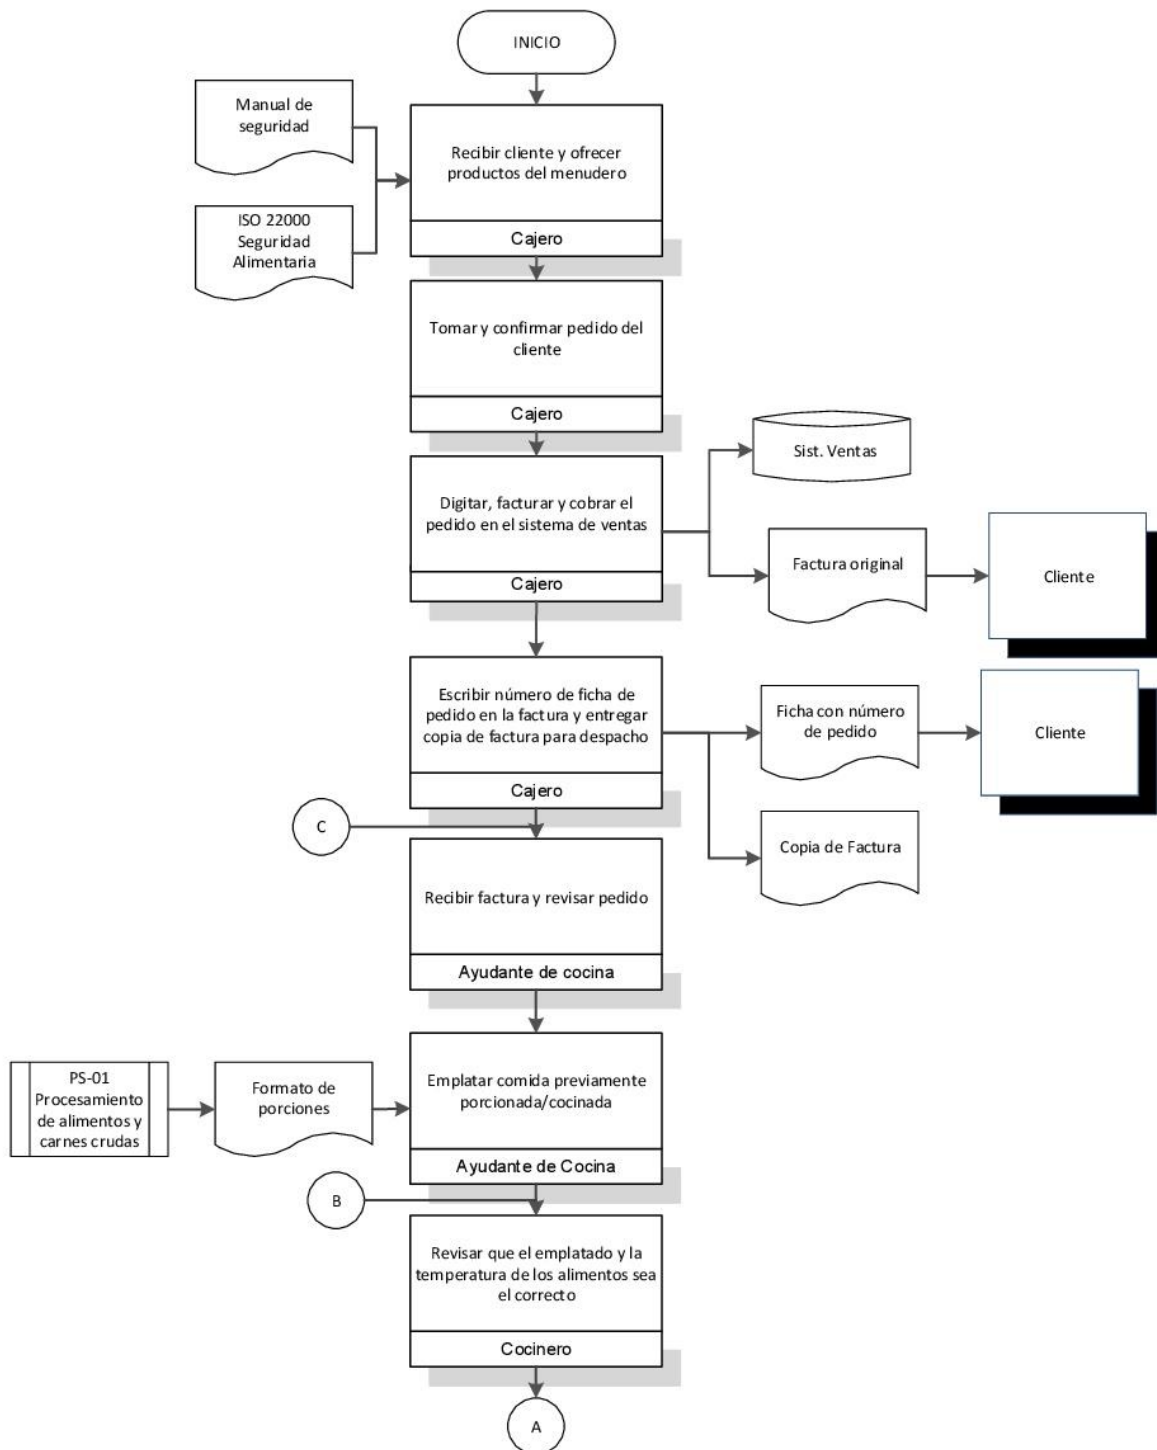 INICIO
Manual de
seguridad
Recibir cliente y ofrecer
productos del menudero
ISO 22000
Seguridad
Alimentaria
Cajero
Tomar y confirmar pedido del
cliente
Cajero
Sist. Ventas
Digitar, facturar y cobrar el
pedido en el sistema de ventas
Factura original
Cliente
Cajero
Escribir número de ficha de
pedido en la factura y entregar
copia de factura para despacho
Ficha con número
de pedido
Cliente
Cajero
C
Copia de Factura
Recibir factura y revisar pedido
Ayudante de cocina
PS-01
Procesamiento
de alimentos y
carnes crudas
Formato de
porciones
Emplatar comida previamente
porcionada/cocinada
Ayudante de Cocina
B
Revisar que el emplatado y la
temperatura de los alimentos sea
el correcto
Cocinero
A